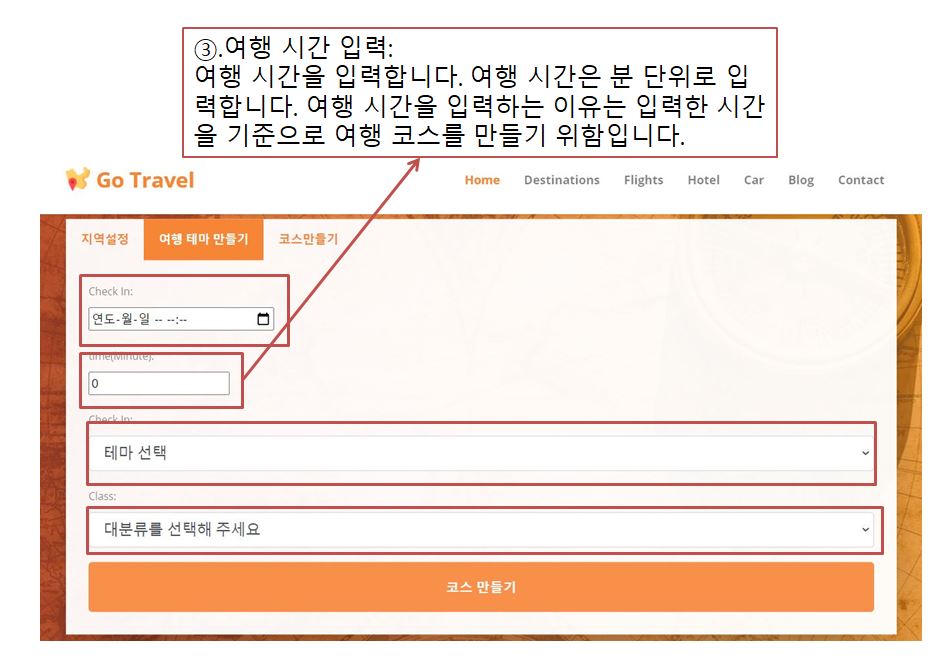 ③.여행 시간 입력:
여행 시간을 입력합니다. 여행 시간은 분 단위로 입
력합니다. 여행 시간을 입력하는 이유는 입력한 시간
을 기준으로 여행 코스를 만들기 위함입니다.
Go Travel Home Destinations Flights Hotel Car Blog Contact
지역설정 여행 테마 만들기 코스만들기
Check In:
연도-월-일 -- --:--
time(Minute):
0
Check In:
테마 선택
Class:
대분류를 선택해 주세요
코스 만들기